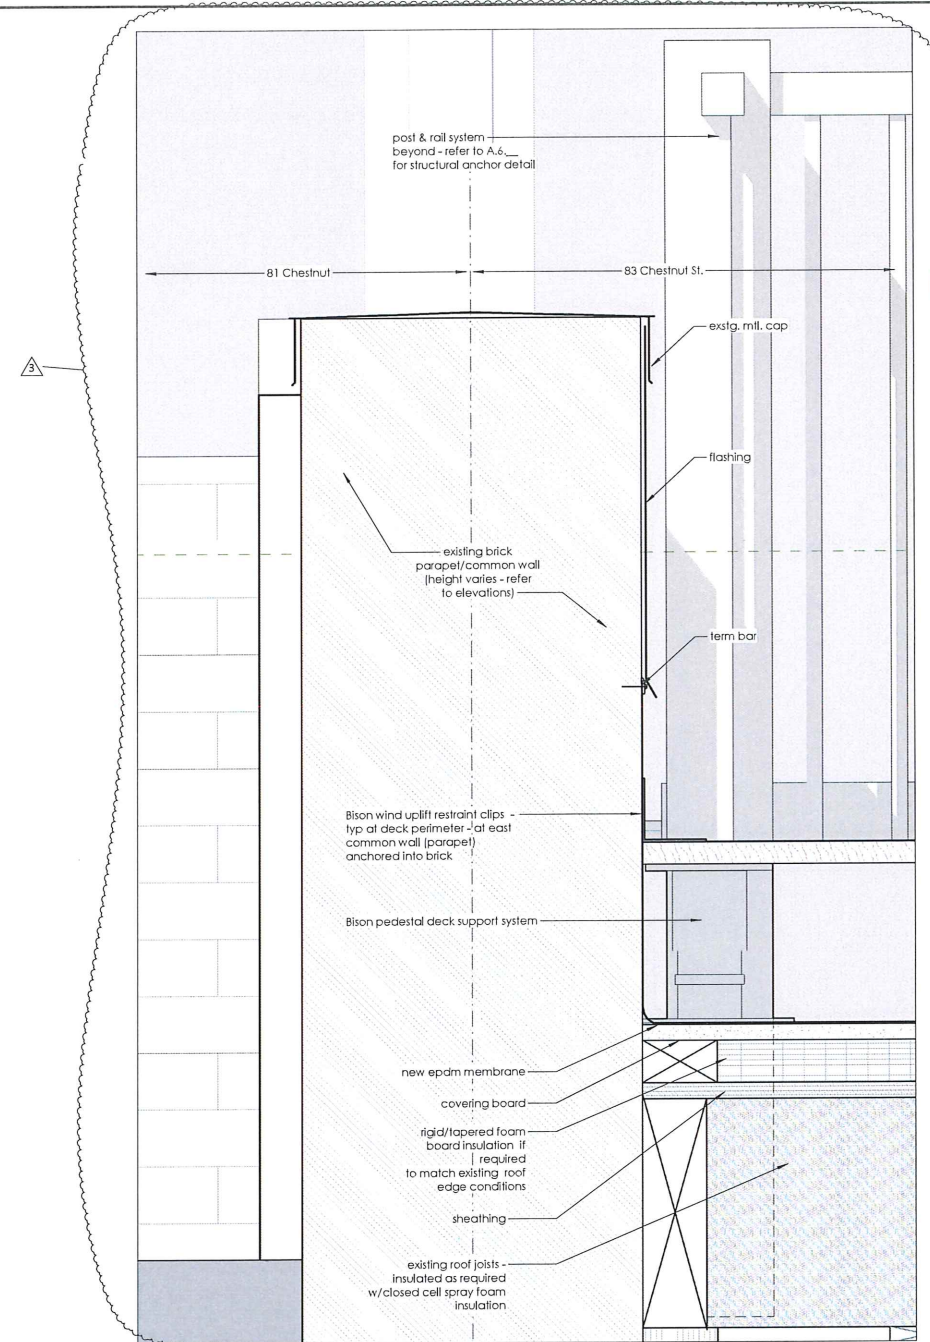 post & rail system
beyond - refer to A.6.__
for structural anchor detail
81 Chestnut
83 Chestnut St.
exstg. mtl. cap
3
flashing
existing brick
parapet/common wall
(height varies - refer
to elevations)
term bar
Bison wind uplift restraint clips -
typ at deck perimeter - at east
common wall (parapet)
anchored into brick
Bison pedestal deck support system
new epdm membrane
covering board
rigid/tapered foam
board insulation if
required
to match existing roof
edge conditions
sheathing
existing roof joists -
insulated as required
w/closed cell spray foam
insulation